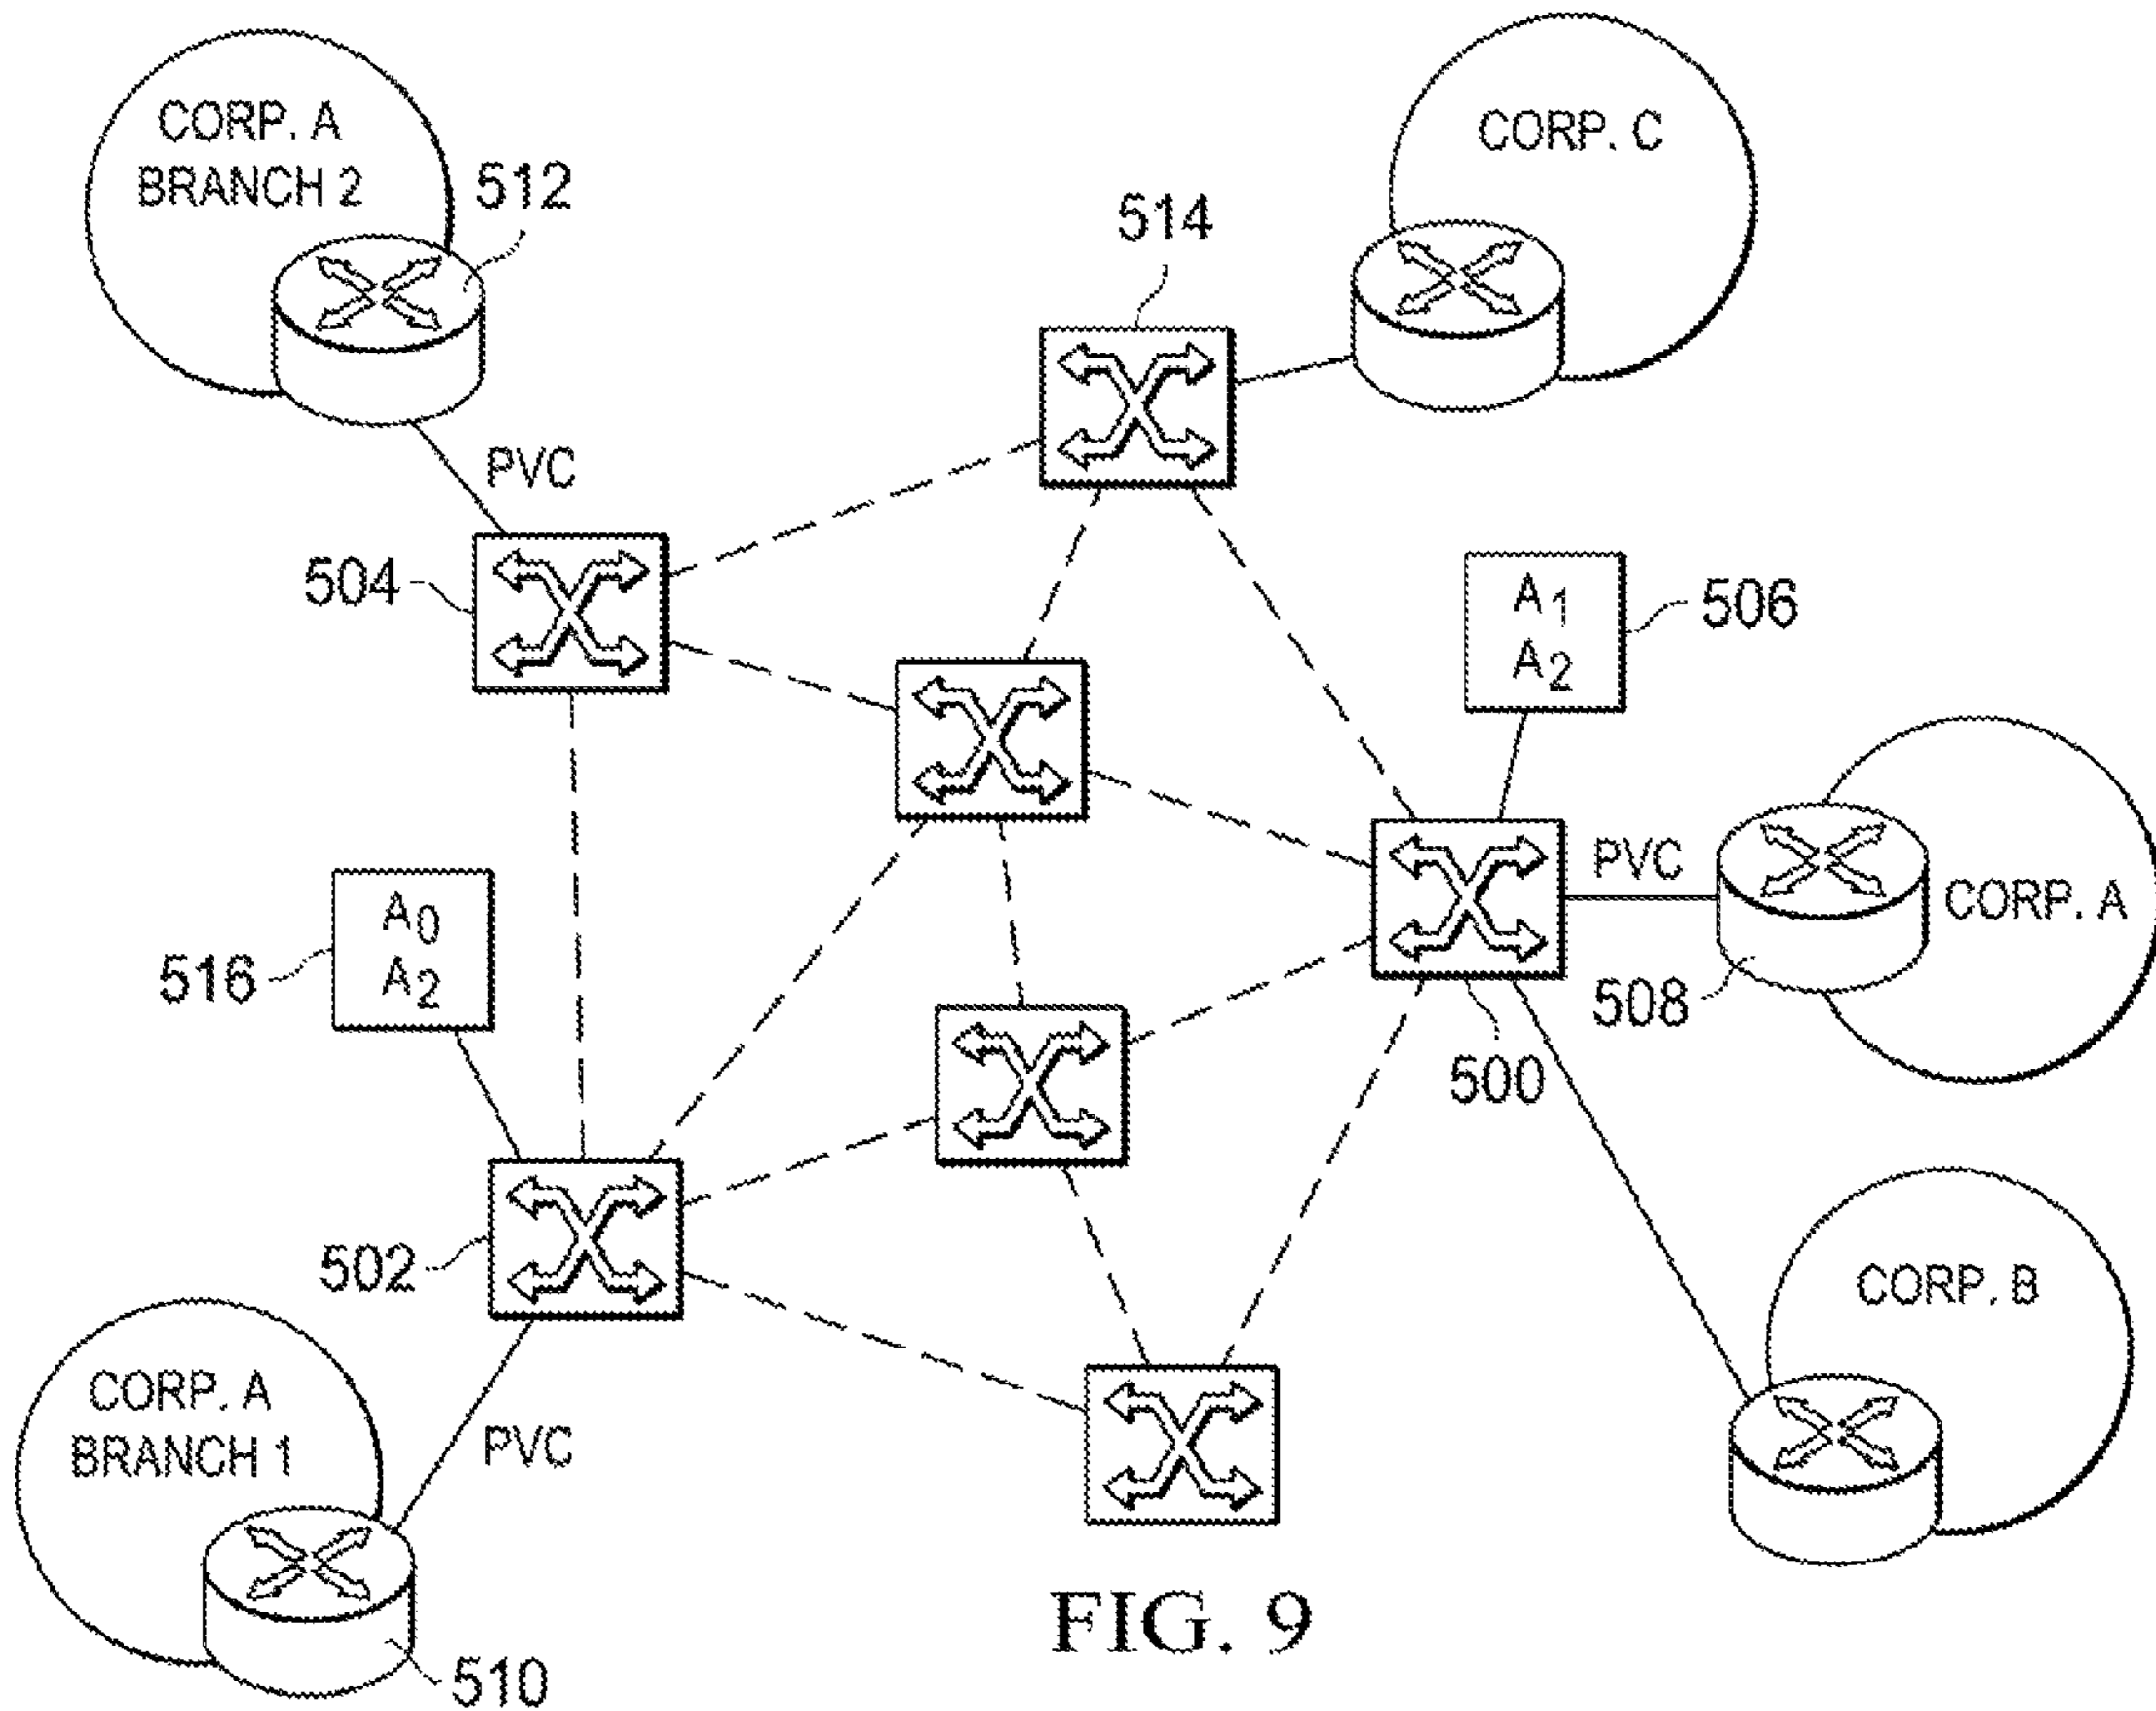 CORP. A
BRANCH 2
512
CORP. C
514
PVC
504
A1
A2
506
PVC
CORP. A
508
500
A0
A2
516
502
CORP. B
CORP. A
BRANCH 1
PVC
510
FIG. 9